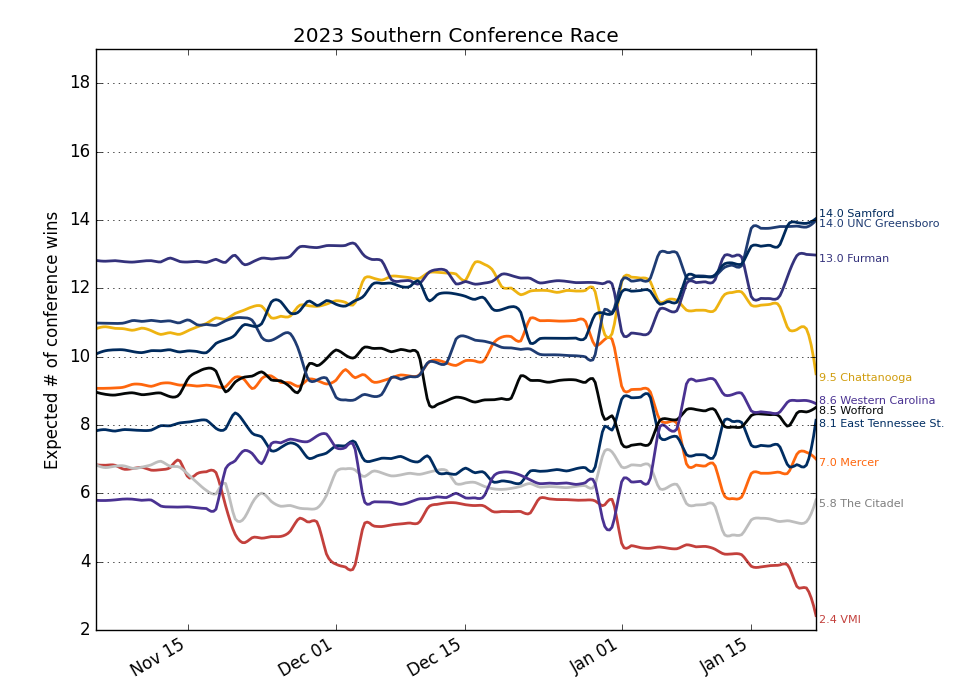 2023 Southern Conference Race
Expected # of conference wins
18
16
14
12
10
8
6
4
2
Nov 15
Dec 01
Dec 15
Jan 01
Jan 15
14.0 Samford
14.0 UNC Greensboro
13.0 Furman
9.5 Chattanooga
8.6 Western Carolina
8.5 Wofford
8.1 East Tennessee St.
7.0 Mercer
5.8 The Citadel
2.4 VMI